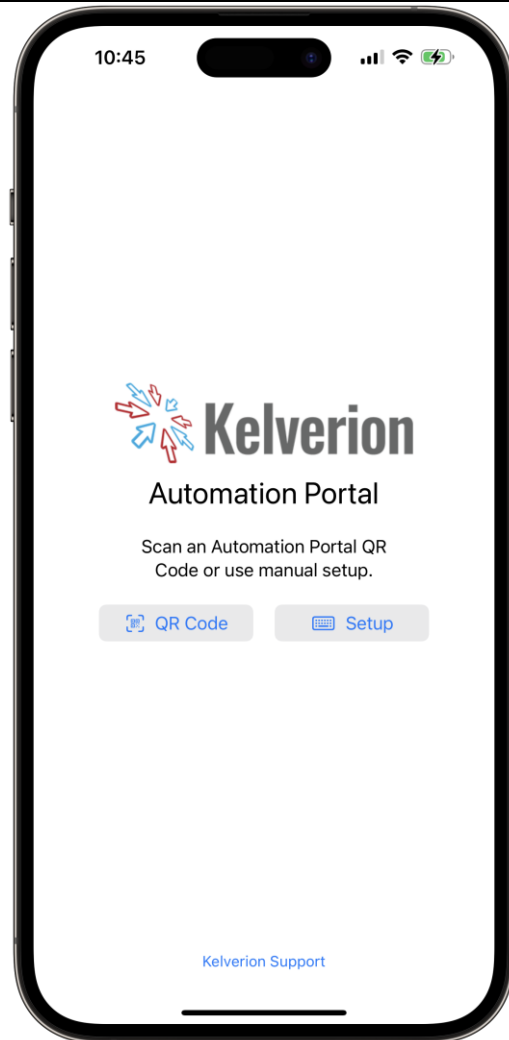 10:45
Kelverion
Automation Portal
Scan an Automation Portal QR
Code or use manual setup.
QR Code
Setup
Kelverion Support